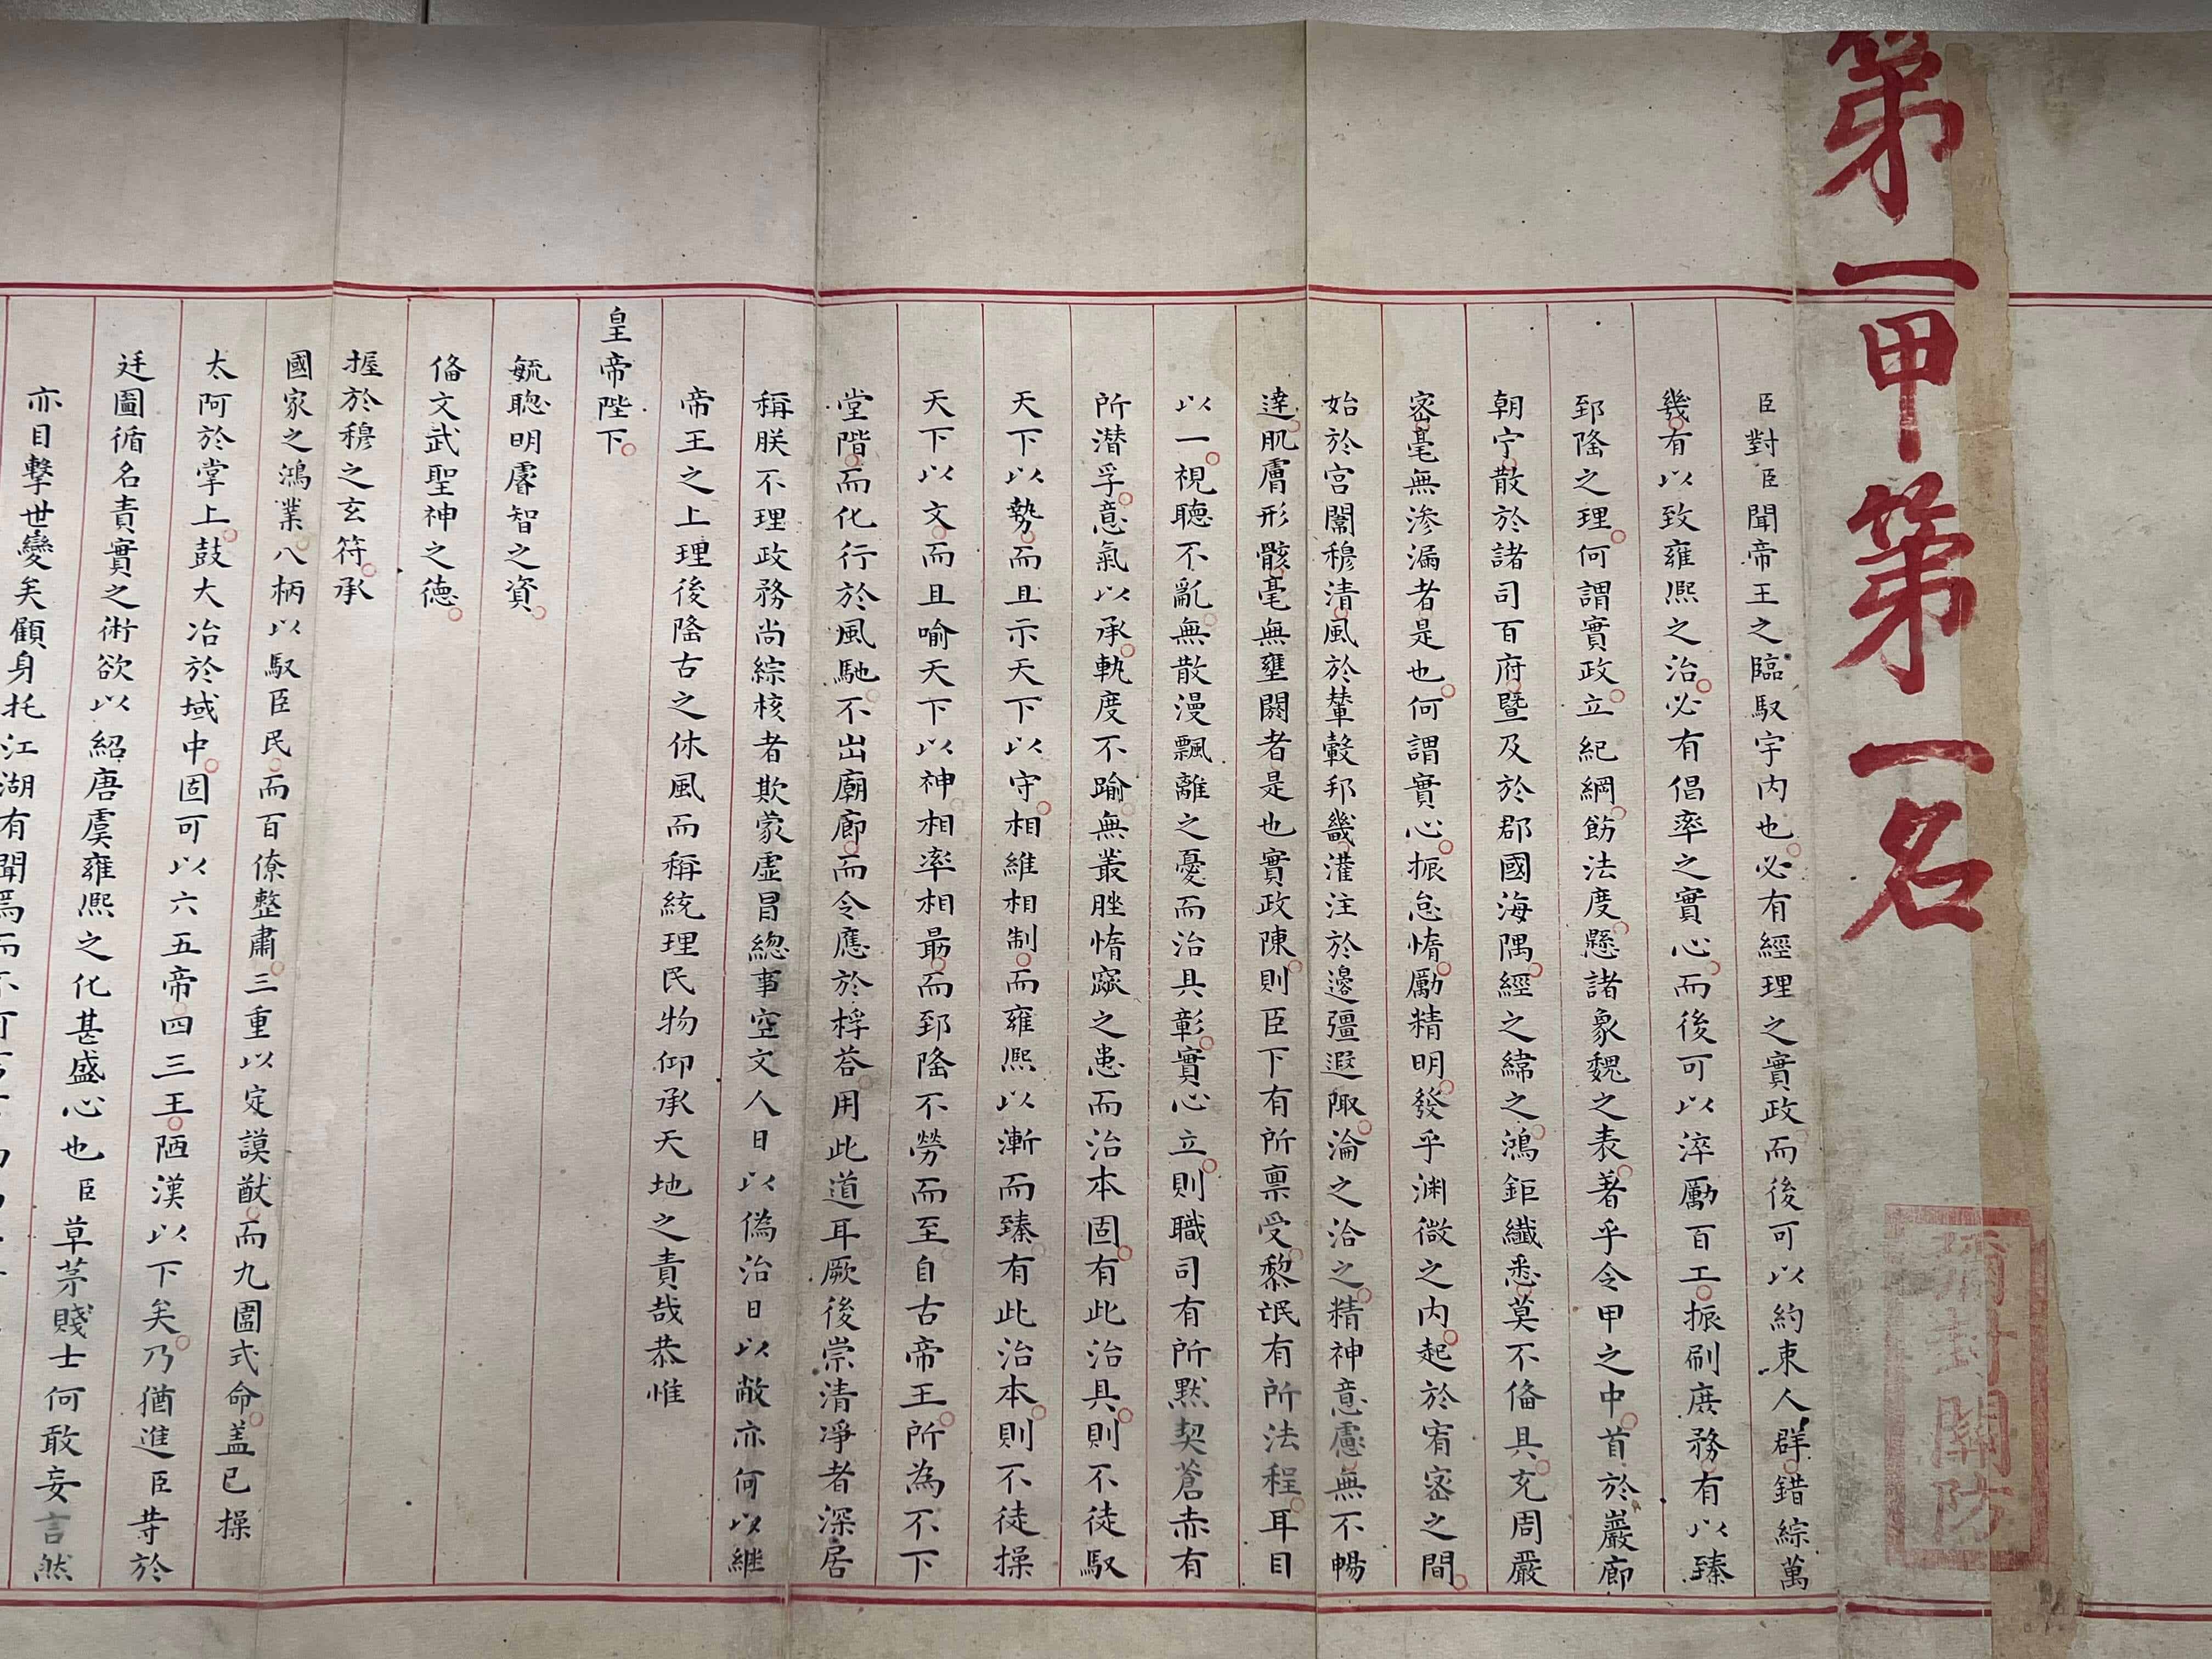 第一甲第一名
彌封關防
臣對臣聞帝王之臨馭宇內也必有經理之實政而後可以約束人群錯綜萬
幾有以致雍熈之治必有倡率之實心而後可以淬勵百工振刷庶務有以臻
郅隆之理何謂實政立紀綱飭法度懸諸象魏之表著乎令甲之中首於巖廊
朝宁散於諸司百府暨及於郡國海隅經之緯之鴻鉅纖悉莫不俻具充周嚴
宻毫無滲漏者是也何謂實心振怠惰勵精明發乎渊微之內起於宥宻之間
始於宫闈穆清風於輦轂邦畿灌注於邊疆遐陬淪之洽之精神意慮無不暢
達肌膚形骸毫無壅閼者是也實政陳則臣下有所禀受黎氓有所法程耳目
以一視聽不亂無散漫飄離之憂而治具彰實心立則職司有所黙契蒼赤有
所潜孚意氣以承軌度不踰無叢脞惰窳之患而治本固有此治具則不徒馭
天下以勢而且示天下以守相維相制而雍熈以漸而臻有此治本則不徒操
天下以文而且喻天下以神相率相朂而郅隆不勞而至自古帝王所為不下
堂階而化行於風馳不出廟廊而令應於桴荅用此道耳厥後崇清凈者深居
稱朕不理政務尚綜核者欺蒙虛冒總事空文人日以偽治日以敝亦何以継
帝王之上理後隆古之休風而稱統理民物仰承天地之責哉恭惟
皇帝陛下
毓聰明睿智之資
俻文武聖神之德
握於穆之玄符承
國家之鴻業八柄以馭臣民而百僚整肅三重以定謨猷而九圍式命盖已操
太阿於掌上鼓大冶於域中固可以六五帝四三王陋漢以下矣乃猶進臣䓁於
廷圖循名責實之術欲以紹唐虞雍熈之化甚盛心也臣草茅賤士何敢妄言然
亦目擊世變矣顧身托江湖有聞焉而不可